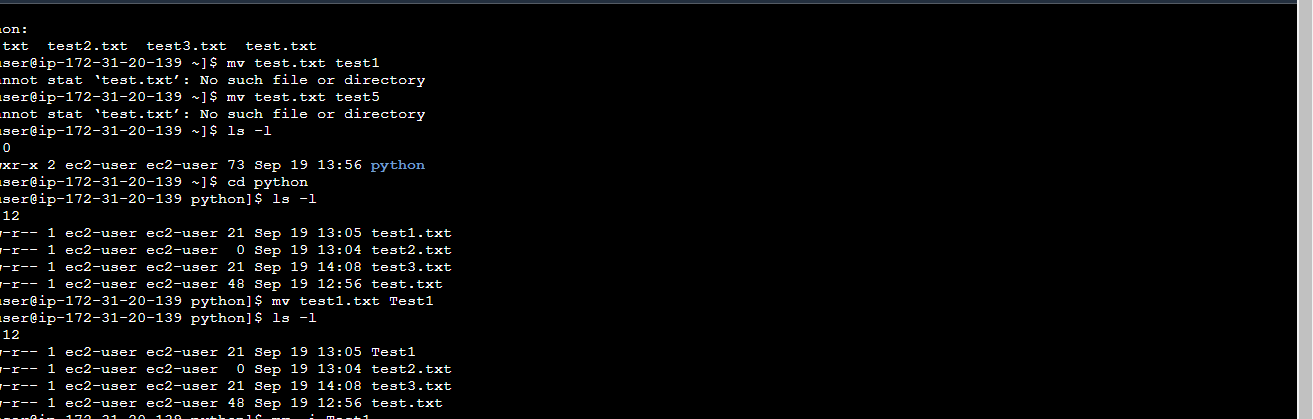 on:
txt  test2.txt  test3.txt  test.txt
user@ip-172-31-20-139 ~]$ mv test.txt test1
nnot stat ‘test.txt’: No such file or directory
user@ip-172-31-20-139 ~]$ mv test.txt test5
nnot stat ‘test.txt’: No such file or directory
user@ip-172-31-20-139 ~]$ ls -l
0
xr-x 2 ec2-user ec2-user 73 Sep 19 13:56 python
user@ip-172-31-20-139 ~]$ cd python
user@ip-172-31-20-139 python]$ ls -l
12
-r-- 1 ec2-user ec2-user 21 Sep 19 13:05 test1.txt
-r-- 1 ec2-user ec2-user  0 Sep 19 13:04 test2.txt
-r-- 1 ec2-user ec2-user 21 Sep 19 14:08 test3.txt
-r-- 1 ec2-user ec2-user 48 Sep 19 12:56 test.txt
user@ip-172-31-20-139 python]$ mv test1.txt Test1
user@ip-172-31-20-139 python]$ ls -l
12
-r-- 1 ec2-user ec2-user 21 Sep 19 13:05 Test1
-r-- 1 ec2-user ec2-user  0 Sep 19 13:04 test2.txt
-r-- 1 ec2-user ec2-user 21 Sep 19 14:08 test3.txt
-r-- 1 ec2-user ec2-user 48 Sep 19 12:56 test.txt